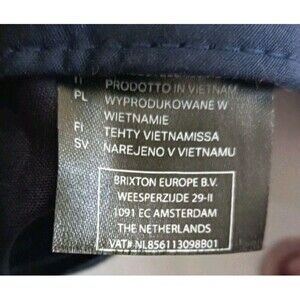 IT PRODOTTO IN VIETNAM
PL WYPRODUKOWANE W
WIETNAMIE
FI TEHTY VIETNAMISSA
SV NAREJENO V VIETNAMU
BRIXTON EUROPE B.V.
WEESPERZIJDE 29-II
1091 EC AMSTERDAM
THE NETHERLANDS
VAT# NL856113098B01